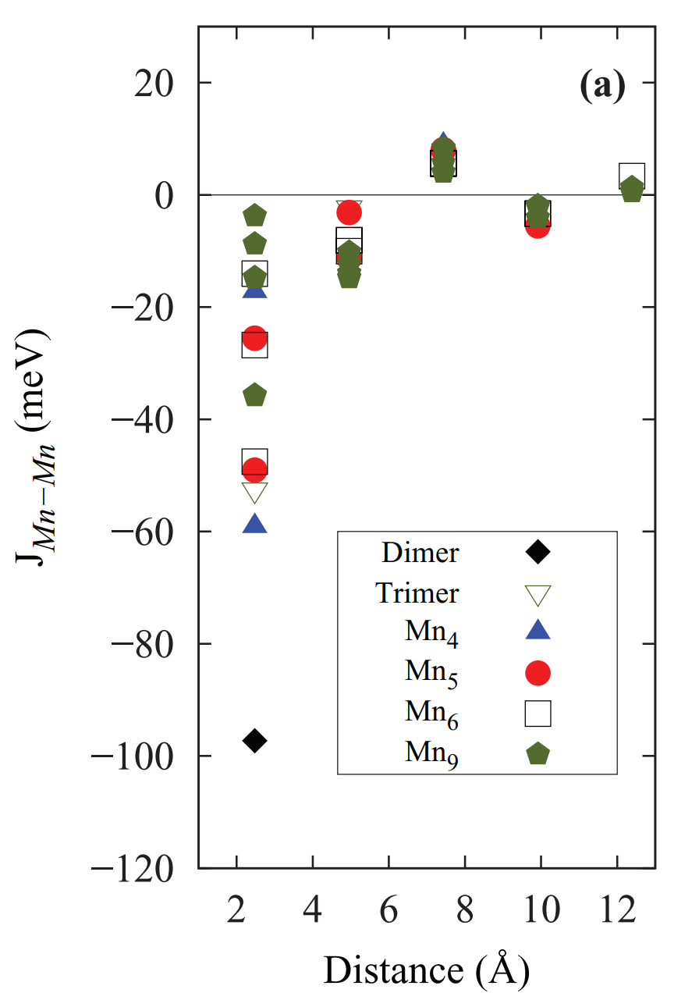 (a)
20
0
−20
−40
−60
−80
−100
−120
J_{Mn−Mn} (meV)
Dimer
Trimer
Mn₄
Mn₅
Mn₆
Mn₉
2 4 6 8 10 12
Distance (Å)